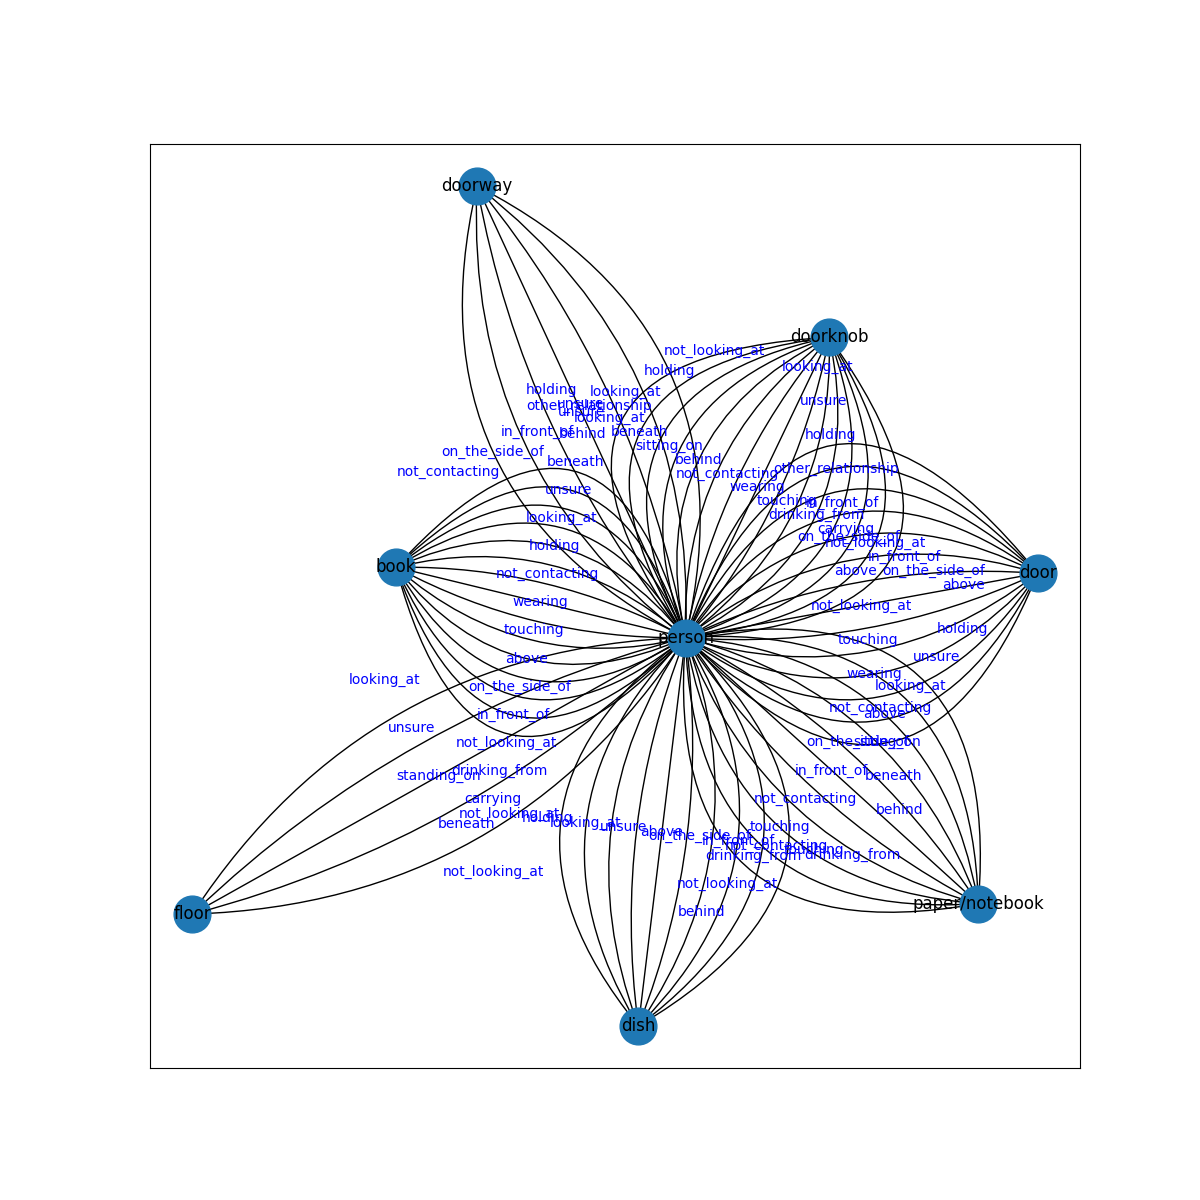 doorway
doorknob
not_looking_at
looking_at
holding
holding
looking_at
unsure
other_relationship
unsure
unsure
looking_at
in_front_of
behind
beneath
holding
sitting_on
on_the_side_of
beneath
behind
not_contacting
not_contacting
other_relationship
wearing
unsure
touching
in_front_of
drinking_from
looking_at
carrying
on_the_side_of
not_looking_at
holding
in_front_of
book
not_contacting
above
on_the_side_of
door
above
wearing
not_looking_at
touching
holding
person
touching
above
unsure
looking_at
wearing
on_the_side_of
looking_at
in_front_of
not_contacting
above
unsure
not_looking_at
on_the_side_of
sitting_on
standing_on
drinking_from
in_front_of
beneath
carrying
not_contacting
behind
not_looking_at
holding
beneath
looking_at
unsure
above
on_the_side_of
touching
in_front_of
not_contacting
touching
drinking_from
drinking_from
not_looking_at
not_looking_at
behind
paper/notebook
floor
dish